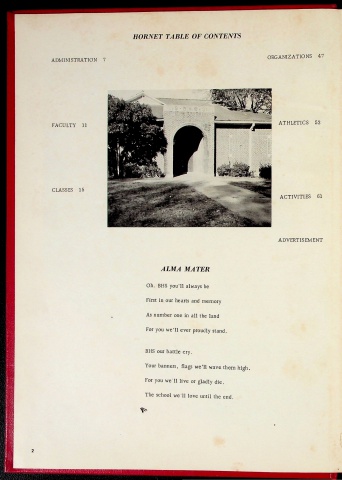 HORNET TABLE OF CONTENTS
ADMINISTRATION 7
ORGANIZATIONS 47
FACULTY 11
ATHLETICS 53
CLASSES 19
ACTIVITIES 63
ADVERTISEMENT
ALMA MATER
Oh, BHS you'll always be
First in our hearts and memory
As number one in all the land
For you we'll ever proudly stand.
BHS our battle cry.
Your banners, flags we'll wave them high.
For you we'll live or gladly die.
The school we'll love until the end.
2